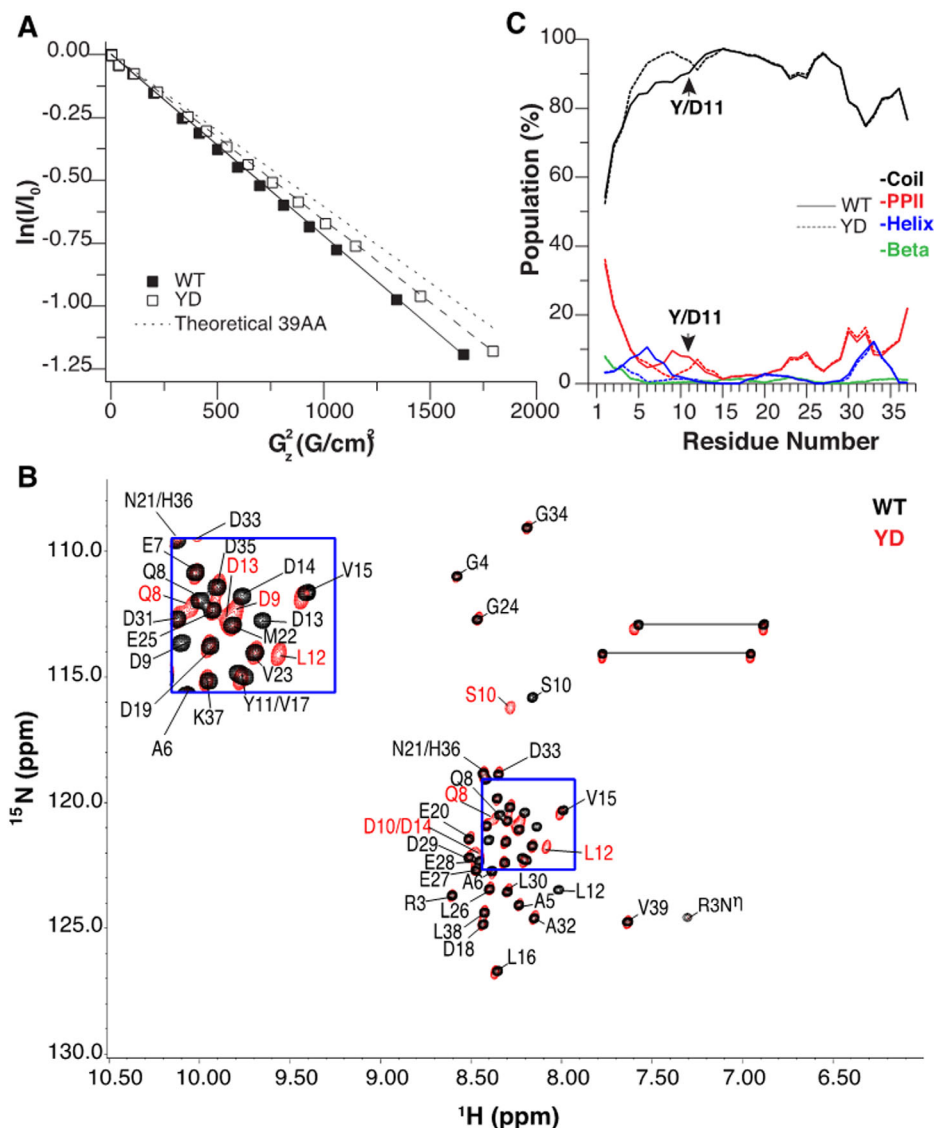 A
0.00
-0.25
-0.50
-0.75
-1.00
-1.25
ln(I/I0)
WT
YD
Theoretical 39AA
0
500
1000
1500
2000
G_z^2 (G/cm)^2
C
100
80
60
40
20
0
Population (%)
Y/D11
-Coil
WT -PPII
YD -Helix
-Beta
Y/D11
1 5 10 15 20 25 30 35
Residue Number
B
WT
YD
N21/H36
D33
E7
D35
Q8
D13
D14
V15
Q8
D9
D31
D13
E25
M22
D9
L12
V23
D19
K37
Y11/V17
A6
G34
G4
G24
S10
S10
N21/H36
D33
Q8
Q8
V15
E20
D10/D14
L12
D29
E28
E27
A6
L30
L12
R3
L26
A5
V39
R3Nη
L38
A32
D18
L16
110.0
115.0
120.0
125.0
130.0
15N (ppm)
10.50 10.00 9.50 9.00 8.50 8.00 7.50 7.00 6.50
1H (ppm)